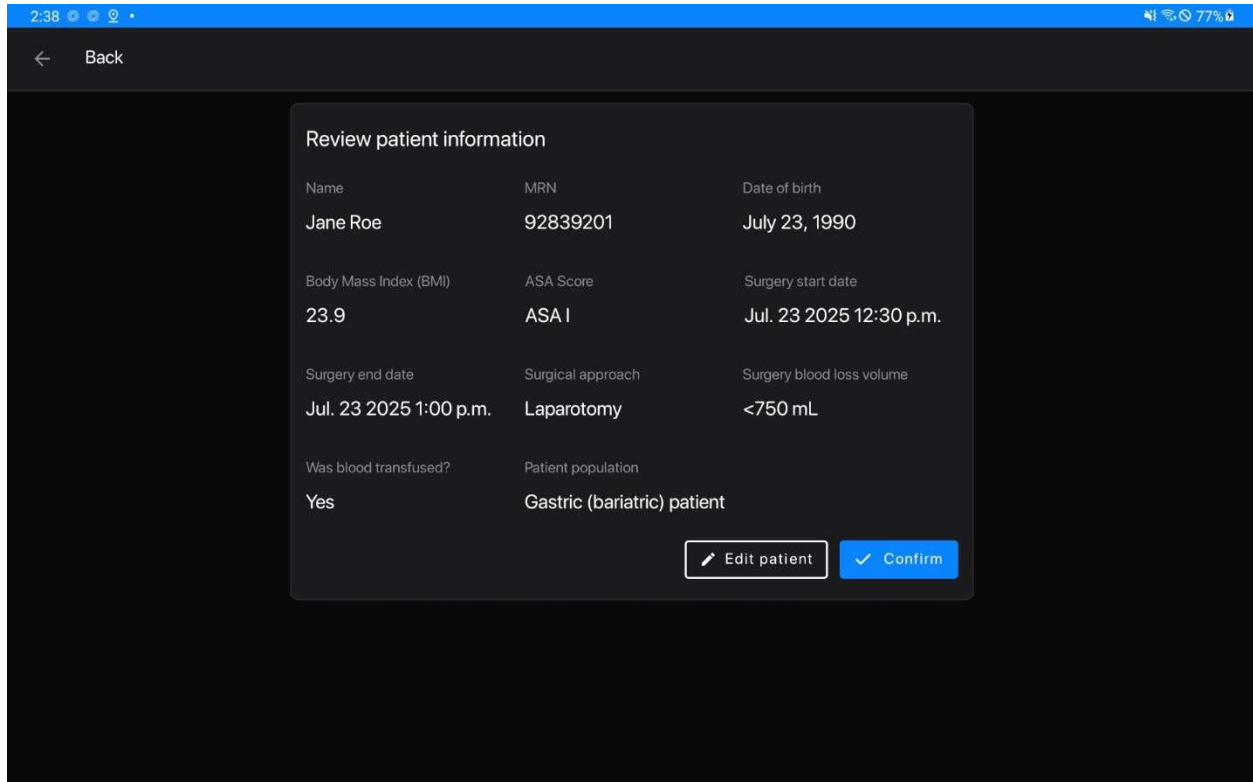 2:38
77%
Back
Review patient information
Name MRN Date of birth
Jane Roe 92839201 July 23, 1990
Body Mass Index (BMI) ASA Score Surgery start date
23.9 ASA I Jul. 23 2025 12:30 p.m.
Surgery end date Surgical approach Surgery blood loss volume
Jul. 23 2025 1:00 p.m. Laparotomy <750 mL
Was blood transfused? Patient population
Yes Gastric (bariatric) patient
Edit patient Confirm